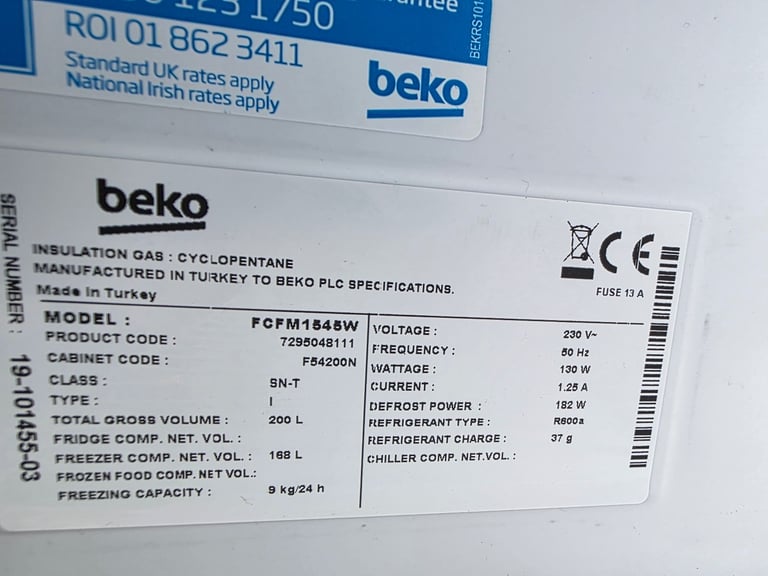 1750
ROI 01 862 3411
Standard UK rates apply
National Irish rates apply
beko
BEKRS101
beko
INSULATION GAS : CYCLOPENTANE
MANUFACTURED IN TURKEY TO BEKO PLC SPECIFICATIONS.
Made in Turkey
CE
FUSE 13 A
SERIAL NUMBER : 19-101455-03
MODEL : FCFM1545W
PRODUCT CODE : 7295048111
CABINET CODE : F54200N
CLASS : SN-T
TYPE : I
TOTAL GROSS VOLUME : 200 L
FRIDGE COMP. NET. VOL. :
FREEZER COMP. NET. VOL. : 168 L
FROZEN FOOD COMP. NET VOL.:
FREEZING CAPACITY : 9 kg/24 h
VOLTAGE : 230 V~
FREQUENCY : 50 Hz
WATTAGE : 130 W
CURRENT : 1.25 A
DEFROST POWER : 182 W
REFRIGERANT TYPE : R600a
REFRIGERANT CHARGE : 37 g
CHILLER COMP. NET.VOL. :